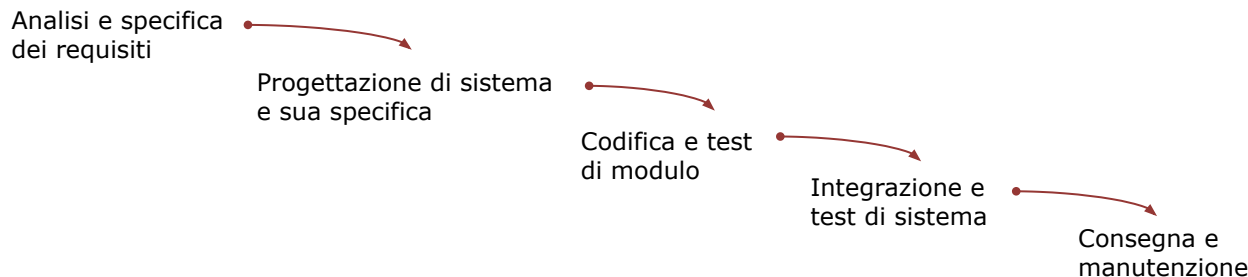 Analisi e specifica
dei requisiti
Progettazione di sistema
e sua specifica
Codifica e test
di modulo
Integrazione e
test di sistema
Consegna e
manutenzione